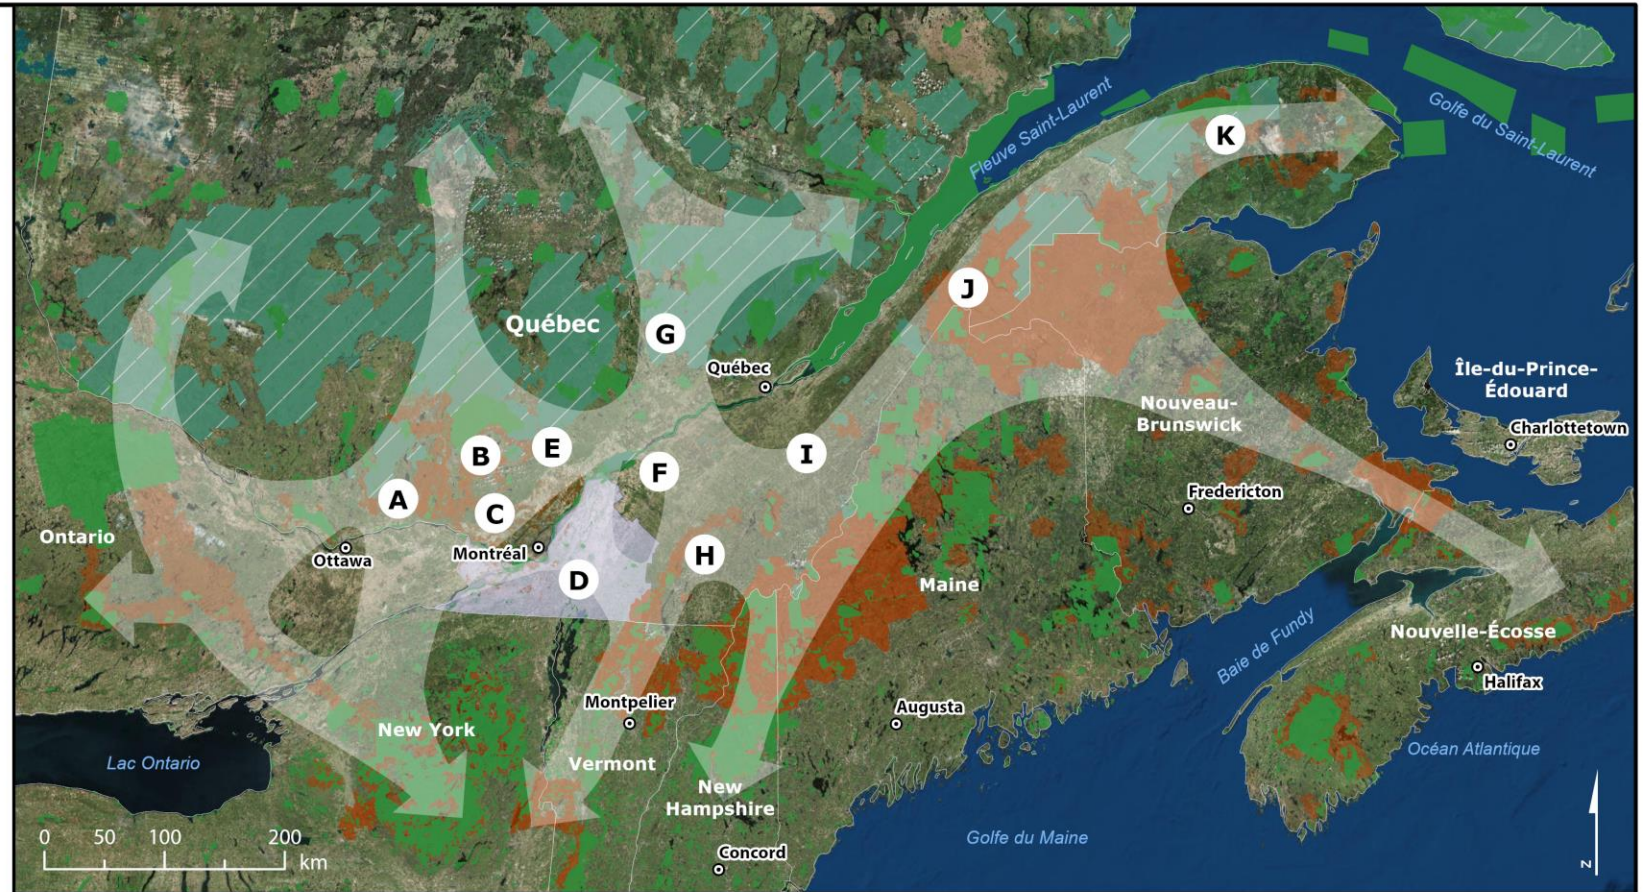 Fleuve Saint-Laurent
Golfe du Saint-Laurent
K
J
Québec
G
Québec
Île-du-Prince-
Édouard
Nouveau-
Brunswick
Charlottetown
B
E
I
F
A
C
Fredericton
Ontario
Ottawa
Montréal
H
D
Maine
Baie de Fundy
Nouvelle-Écosse
Halifax
Montpelier
Augusta
New York
Lac Ontario
Vermont
Océan Atlantique
New
Hampshire
0 50 100 200
km
Golfe du Maine
Concord
N